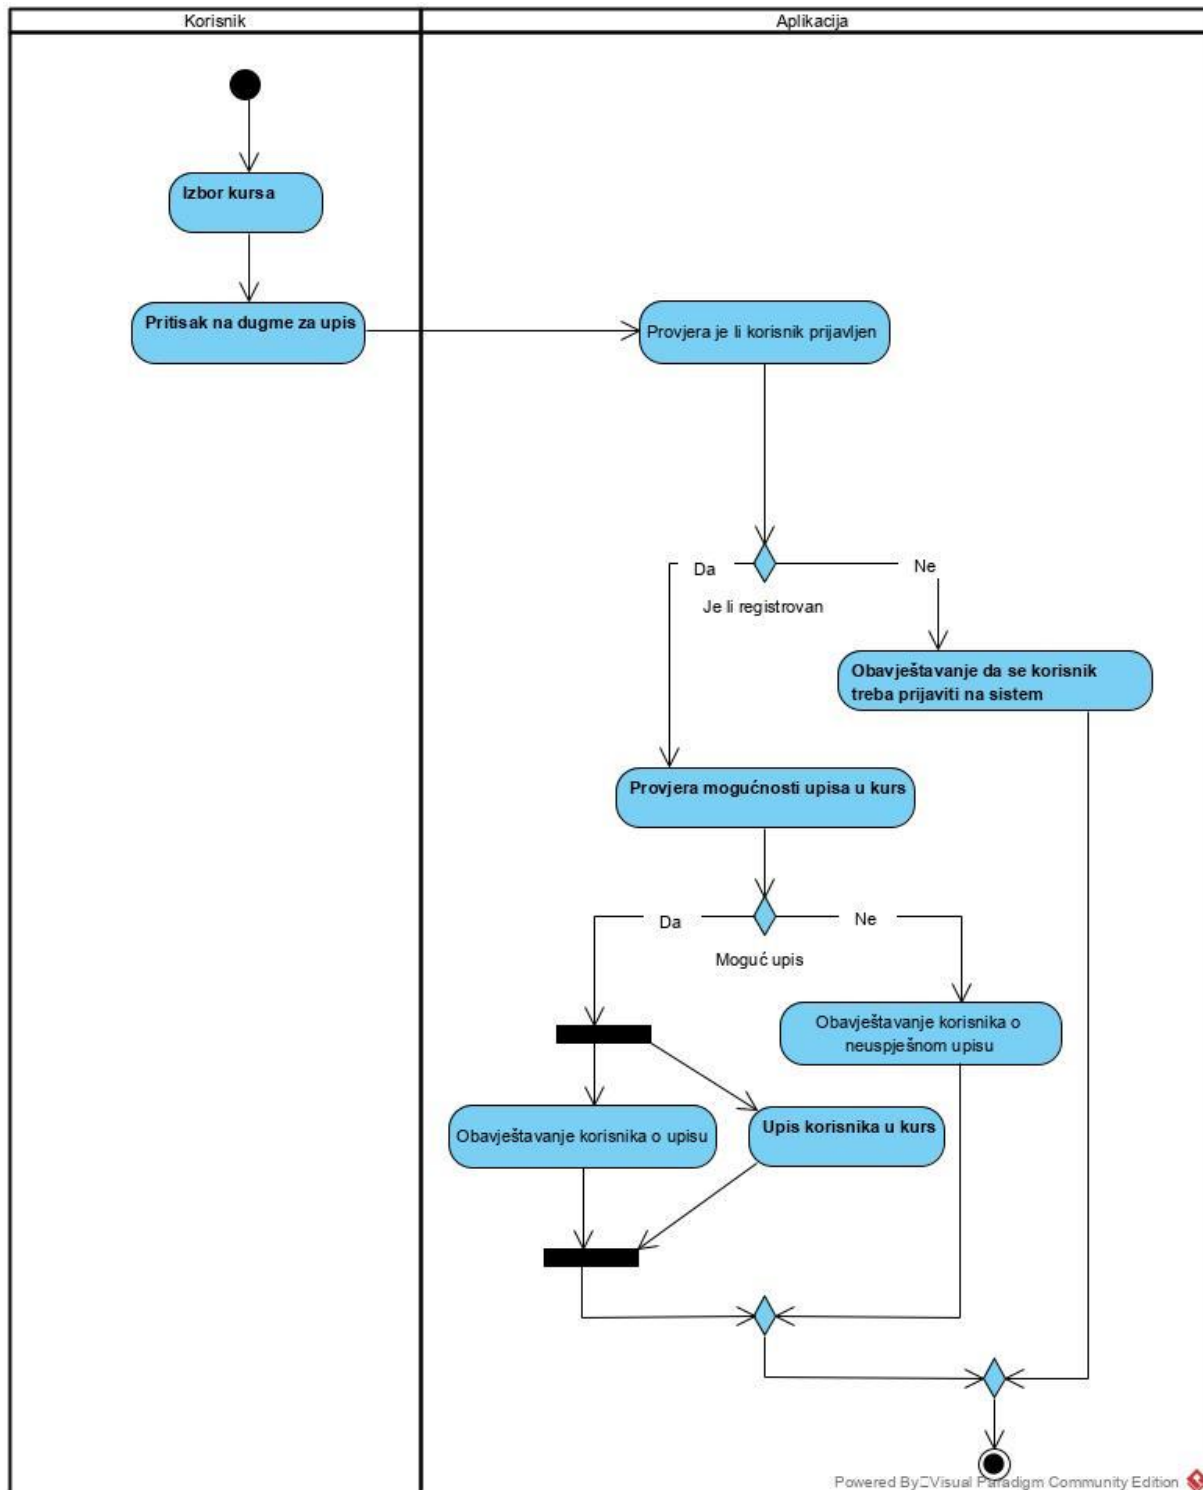 Korisnik
Aplikacija
Izbor kursa
Pritisak na dugme za upis
Provjera je li korisnik prijavljen
Da
Ne
Je li registrovan
Obavještavanje da se korisnik
treba prijaviti na sistem
Provjera mogućnosti upisa u kurs
Da
Ne
Moguć upis
Obavještavanje korisnika o
neuspješnom upisu
Obavještavanje korisnika o upisu
Upis korisnika u kurs
Powered By Visual Paradigm Community Edition